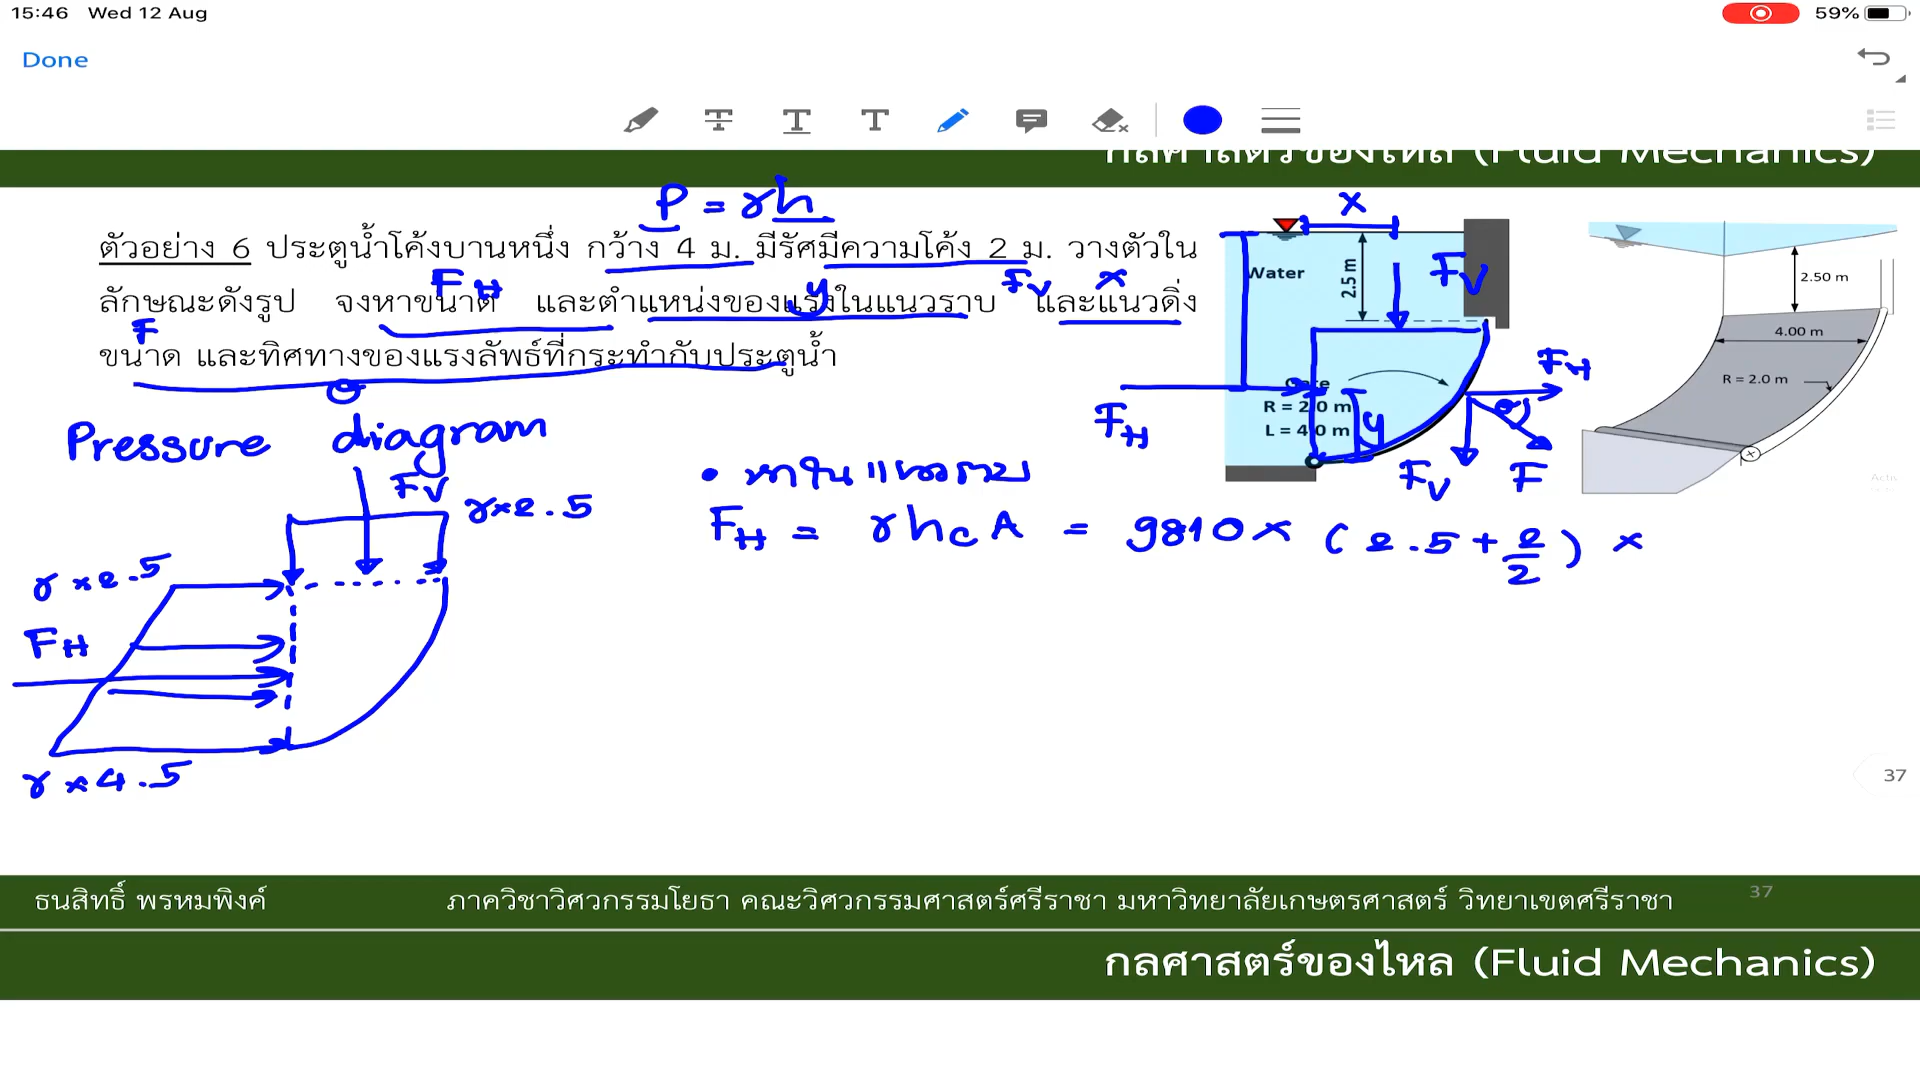 15:46 Wed 12 Aug
59%
Done
กลศาสตร์ของไหล (Fluid Mechanics)
P = γh
ตัวอย่าง 6 ประตูน้ำโค้งบานหนึ่ง กว้าง 4 ม. มีรัศมีความโค้ง 2 ม. วางตัวใน
FH y Fv x
ลักษณะดังรูป จงหาขนาด และตำแหน่งของแรงในแนวราบ และแนวดิ่ง
F
ขนาด และทิศทางของแรงลัพธ์ที่กระทำกับประตูน้ำ
θ
x
Water
2.5 m
Fv
Gate
R = 2.0 m
L = 4.0 m
y
FH
FH
θ
Fv
F
2.50 m
4.00 m
R = 2.0 m
Pressure diagram
Fv
γ×2.5
γ×2.5
FH
γ×4.5
• หาในแนวราบ
FH = γhcA = 9810 × (2.5 + 2/2) ×
37
ธนสิทธิ์ พรหมพิงค์ ภาควิชาวิศวกรรมโยธา คณะวิศวกรรมศาสตร์ศรีราชา มหาวิทยาลัยเกษตรศาสตร์ วิทยาเขตศรีราชา 37
กลศาสตร์ของไหล (Fluid Mechanics)